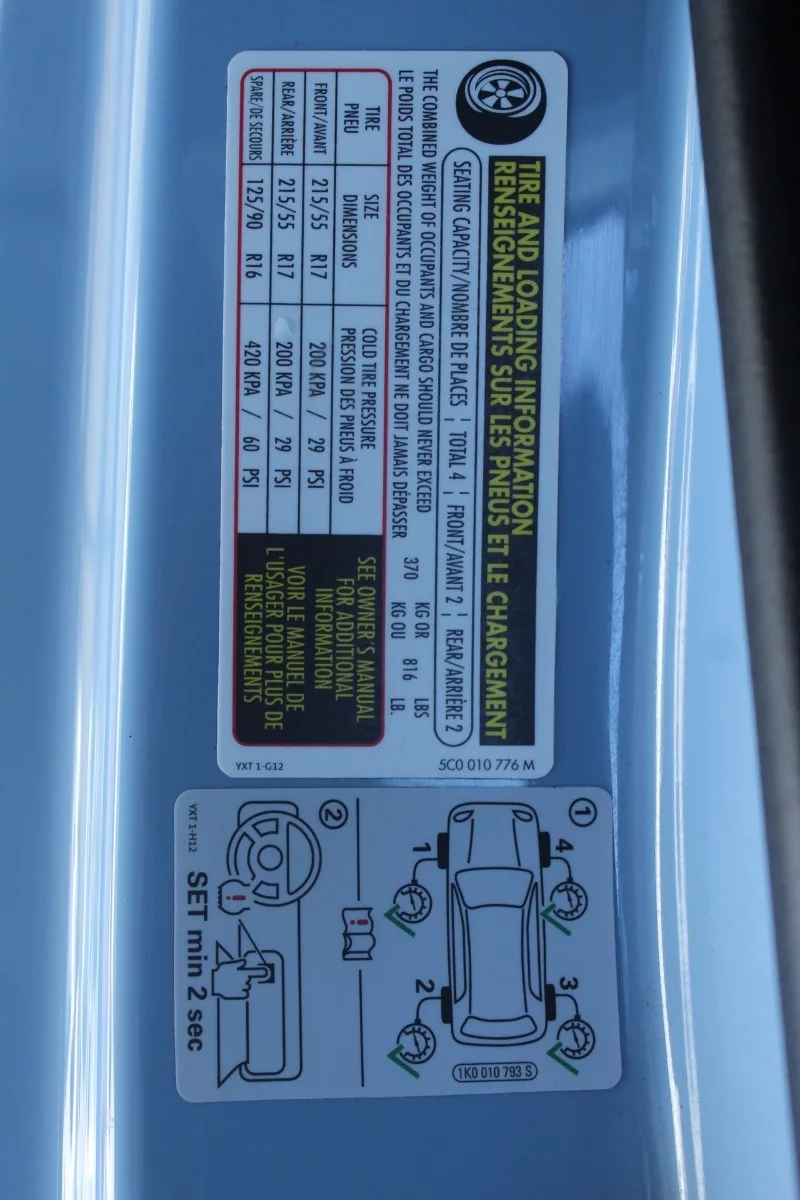 TIRE AND LOADING INFORMATION
RENSEIGNEMENTS SUR LES PNEUS ET LE CHARGEMENT
SEATING CAPACITY/NOMBRE DE PLACES ¦ TOTAL 4 ¦ FRONT/AVANT 2 ¦ REAR/ARRIÈRE 2
THE COMBINED WEIGHT OF OCCUPANTS AND CARGO SHOULD NEVER EXCEED 370 KG OR 816 LBS
LE POIDS TOTAL DES OCCUPANTS ET DU CHARGEMENT NE DOIT JAMAIS DÉPASSER KG OU LB.
TIRE SIZE COLD TIRE PRESSURE
PNEU DIMENSIONS PRESSION DES PNEUS À FROID
FRONT/AVANT 215/55 R17 200 KPA / 29 PSI
REAR/ARRIÈRE 215/55 R17 200 KPA / 29 PSI
SPARE/DE SECOURS 125/90 R16 420 KPA / 60 PSI
SEE OWNER'S MANUAL
FOR ADDITIONAL
INFORMATION
VOIR LE MANUEL DE
L'USAGER POUR PLUS DE
RENSEIGNEMENTS
5C0 010 776 M
YXT 1-G12
1
4
3
1
2
1K0 010 793 S
2
SET min 2 sec
YXT 1-H12